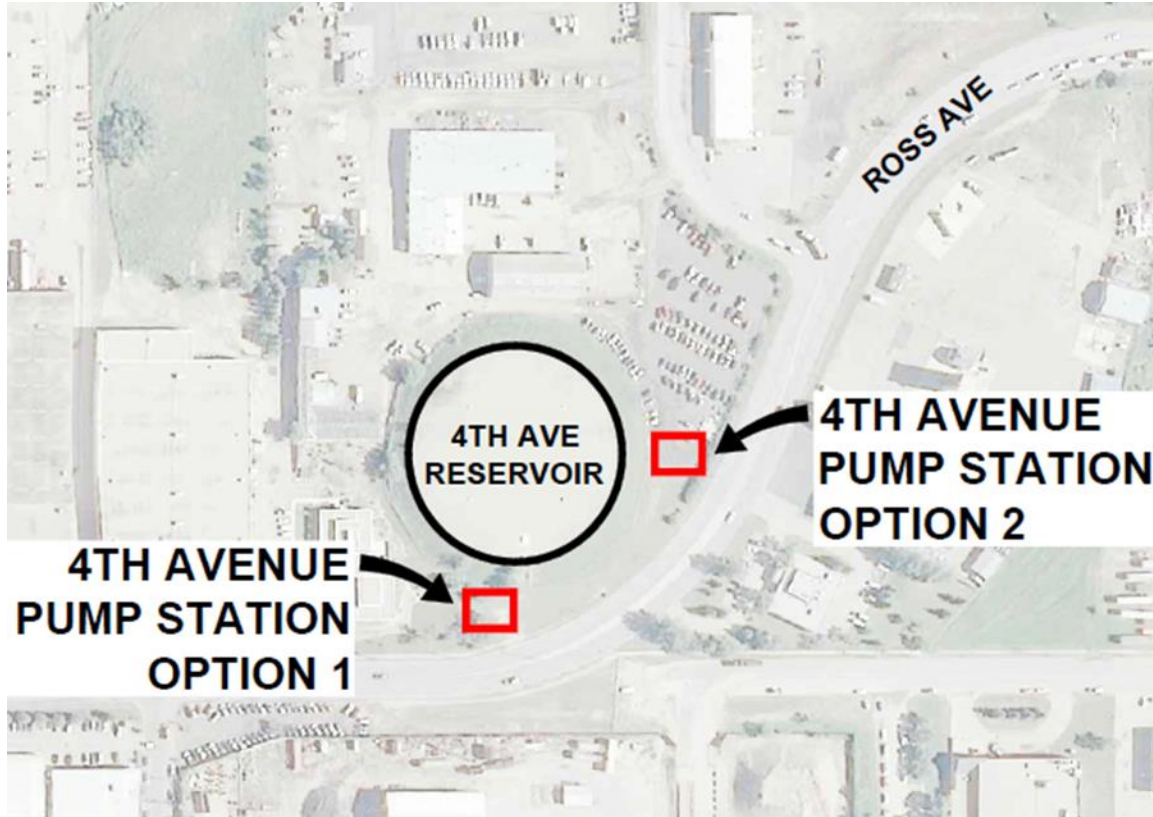 ROSS AVE
4TH AVE
RESERVOIR
4TH AVENUE
PUMP STATION
OPTION 2
4TH AVENUE
PUMP STATION
OPTION 1